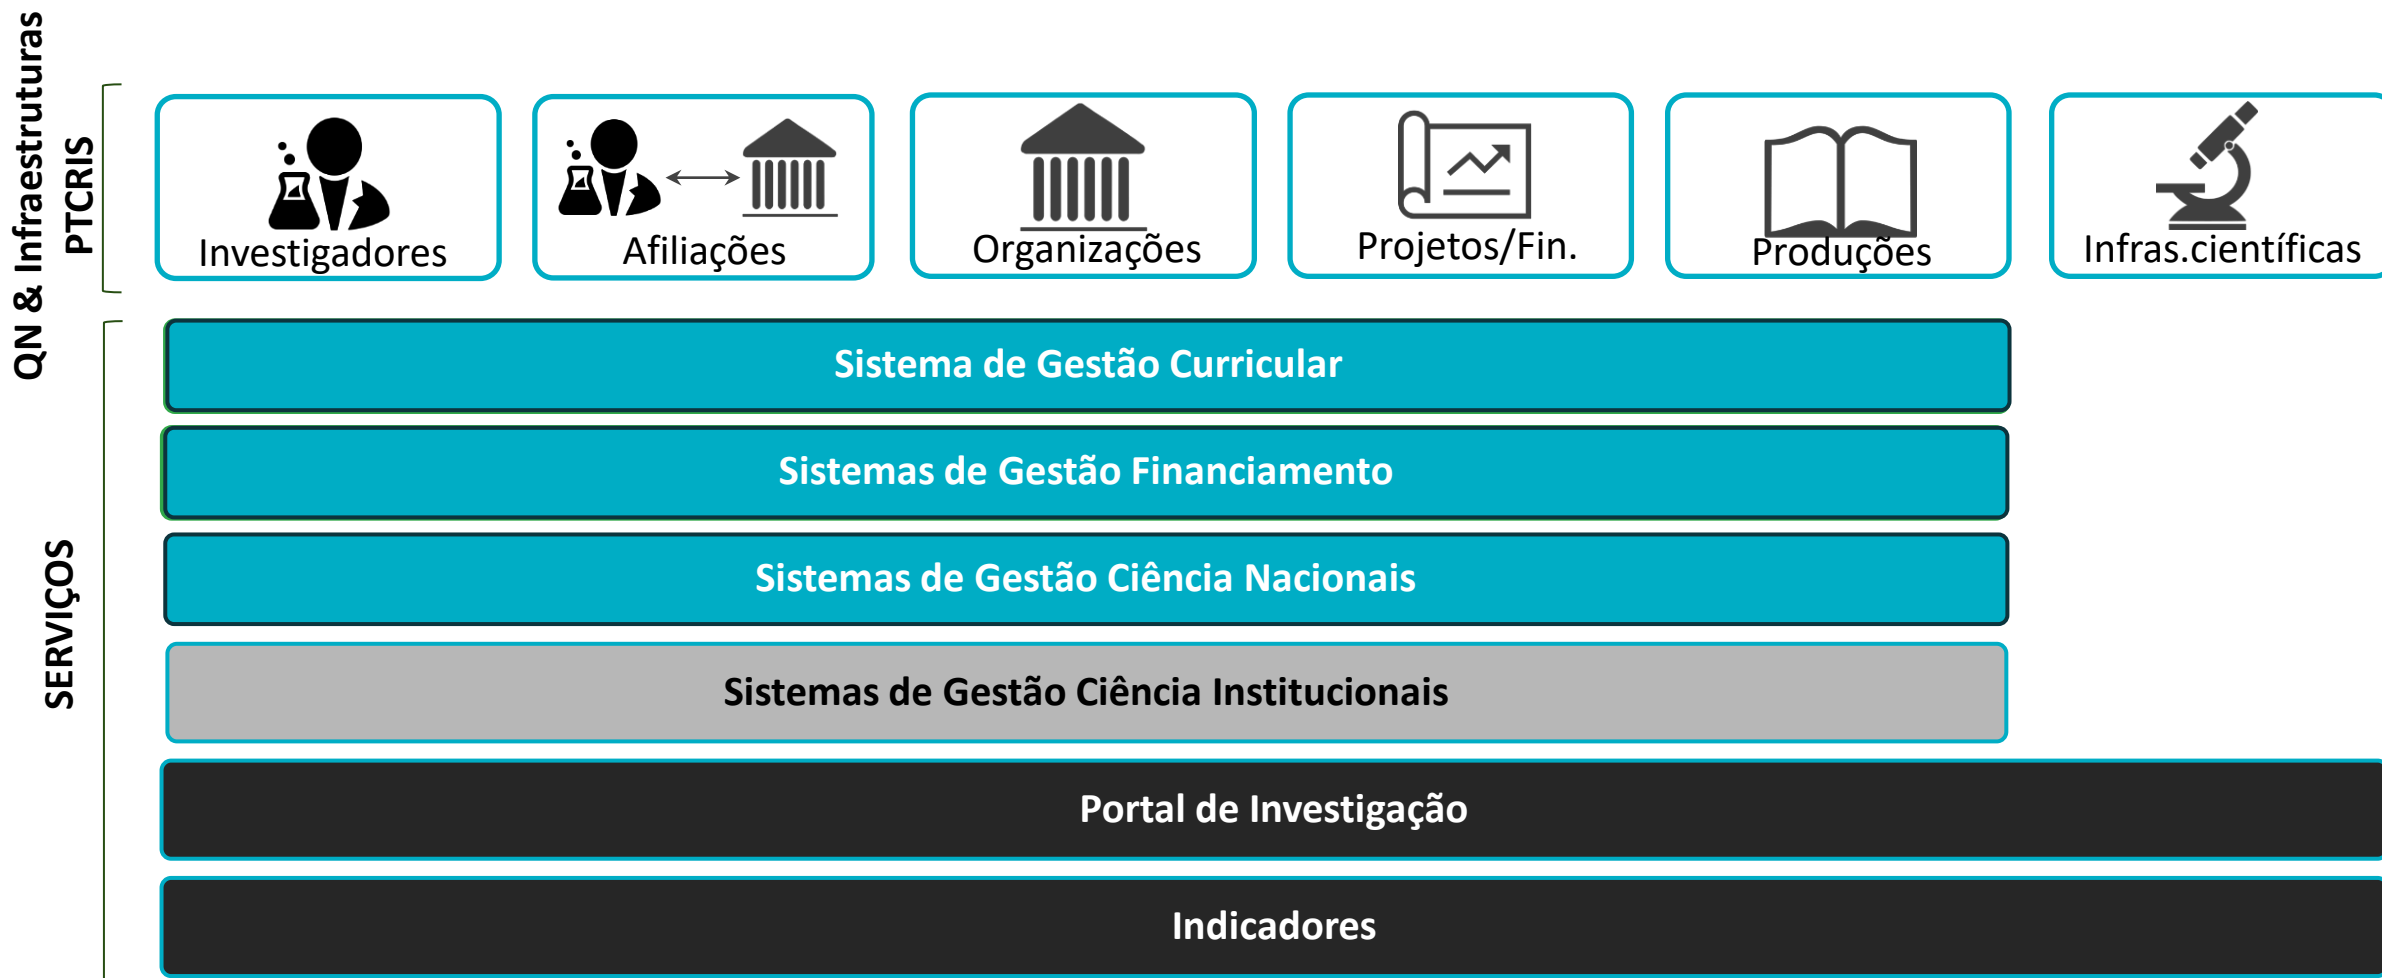 QN & Infraestruturas
PTCRIS
Investigadores
Afiliações
Organizações
Projetos/Fin.
Produções
Infras.científicas
SERVIÇOS
Sistema de Gestão Curricular
Sistemas de Gestão Financiamento
Sistemas de Gestão Ciência Nacionais
Sistemas de Gestão Ciência Institucionais
Portal de Investigação
Indicadores